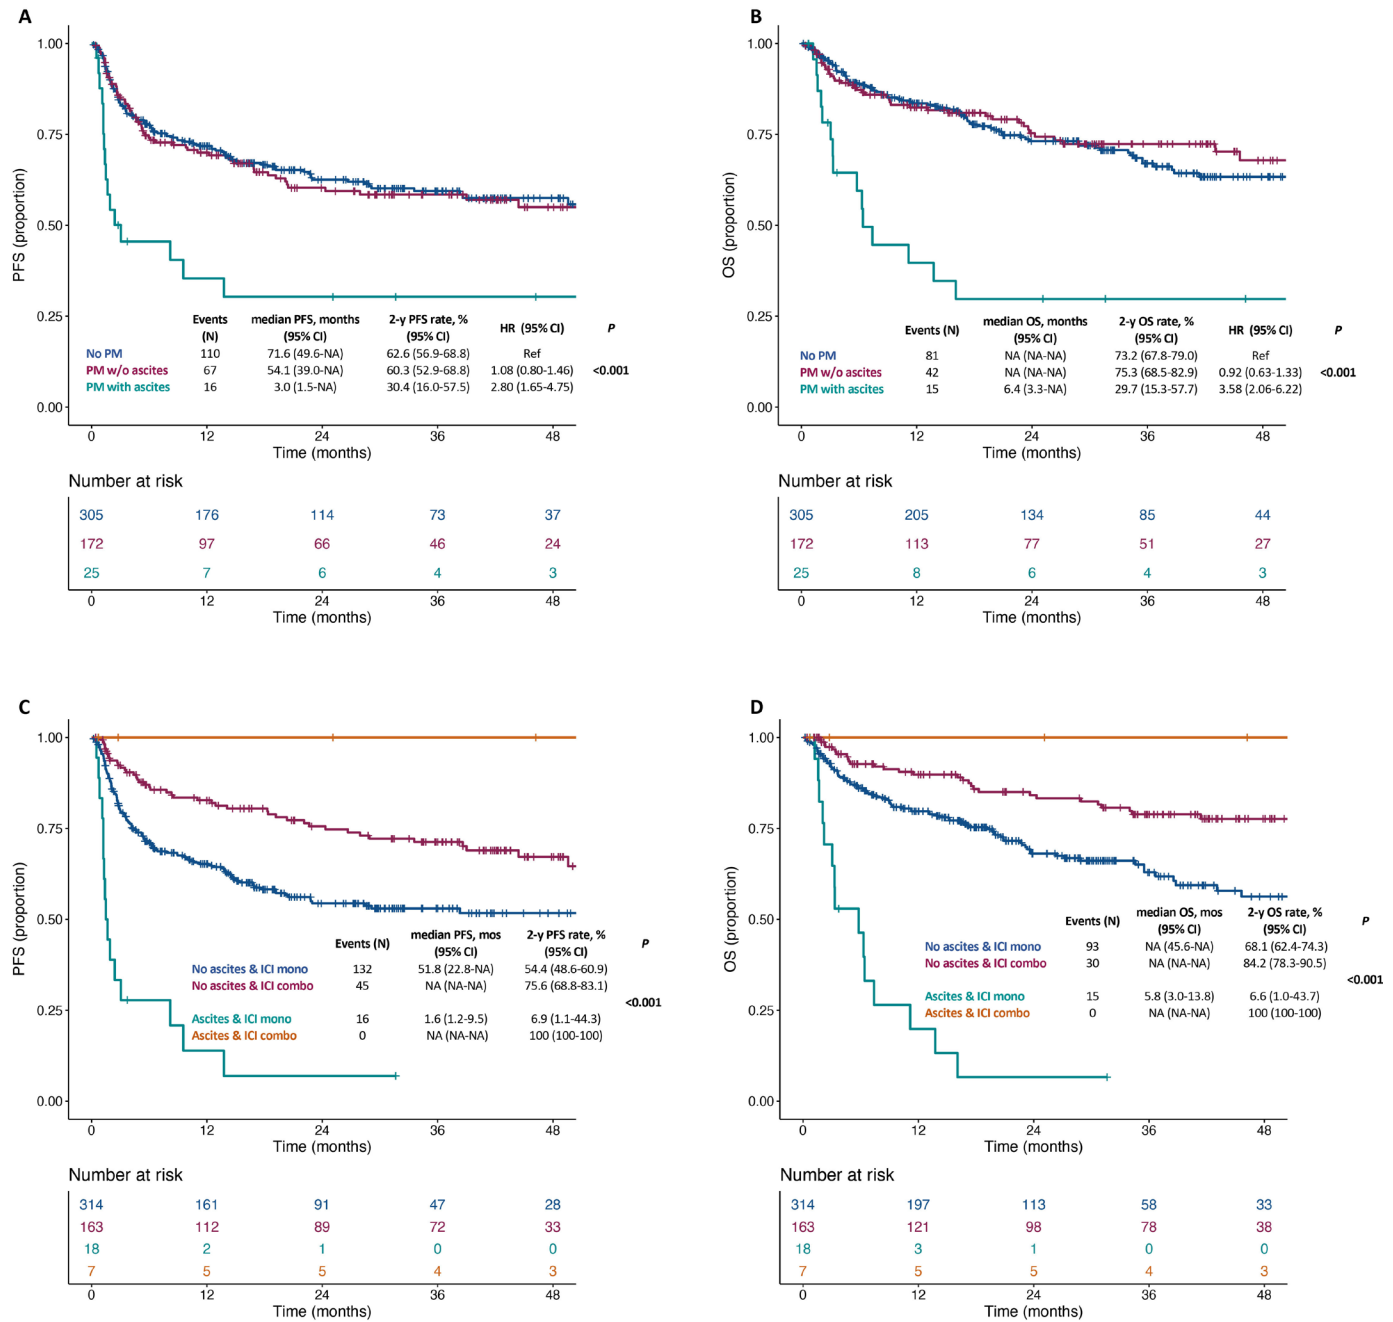 A
B
1.00
0.75
0.50
0.25
0.00
PFS (proportion)
Events (N)
median PFS, months (95% CI)
2-y PFS rate, % (95% CI)
HR (95% CI)
P
No PM 110 71.6 (49.6-NA) 62.6 (56.9-68.8) Ref
PM w/o ascites 67 54.1 (39.0-NA) 60.3 (52.9-68.8) 1.08 (0.80-1.46) <0.001
PM with ascites 16 3.0 (1.5-NA) 30.4 (16.0-57.5) 2.80 (1.65-4.75)
0 12 24 36 48
Time (months)
Number at risk
305 176 114 73 37
172 97 66 46 24
25 7 6 4 3
0 12 24 36 48
Time (months)
1.00
0.75
0.50
0.25
0.00
OS (proportion)
Events (N)
median OS, months (95% CI)
2-y OS rate, % (95% CI)
HR (95% CI)
P
No PM 81 NA (NA-NA) 73.2 (67.8-79.0) Ref
PM w/o ascites 42 NA (NA-NA) 75.3 (68.5-82.9) 0.92 (0.63-1.33) <0.001
PM with ascites 15 6.4 (3.3-NA) 29.7 (15.3-57.7) 3.58 (2.06-6.22)
0 12 24 36 48
Time (months)
Number at risk
305 205 134 85 44
172 113 77 51 27
25 8 6 4 3
0 12 24 36 48
Time (months)
C
D
1.00
0.75
0.50
0.25
0.00
PFS (proportion)
Events (N)
median PFS, mos (95% CI)
2-y PFS rate, % (95% CI)
P
No ascites & ICI mono 132 51.8 (22.8-NA) 54.4 (48.6-60.9)
No ascites & ICI combo 45 NA (NA-NA) 75.6 (68.8-83.1)
<0.001
Ascites & ICI mono 16 1.6 (1.2-9.5) 6.9 (1.1-44.3)
Ascites & ICI combo 0 NA (NA-NA) 100 (100-100)
0 12 24 36 48
Time (months)
Number at risk
314 161 91 47 28
163 112 89 72 33
18 2 1 0 0
7 5 5 4 3
0 12 24 36 48
Time (months)
1.00
0.75
0.50
0.25
0.00
OS (proportion)
Events (N)
median OS, mos (95% CI)
2-y OS rate, % (95% CI)
P
No ascites & ICI mono 93 NA (45.6-NA) 68.1 (62.4-74.3)
No ascites & ICI combo 30 NA (NA-NA) 84.2 (78.3-90.5)
<0.001
Ascites & ICI mono 15 5.8 (3.0-13.8) 6.6 (1.0-43.7)
Ascites & ICI combo 0 NA (NA-NA) 100 (100-100)
0 12 24 36 48
Time (months)
Number at risk
314 197 113 58 33
163 121 98 78 38
18 3 1 0 0
7 5 5 4 3
0 12 24 36 48
Time (months)